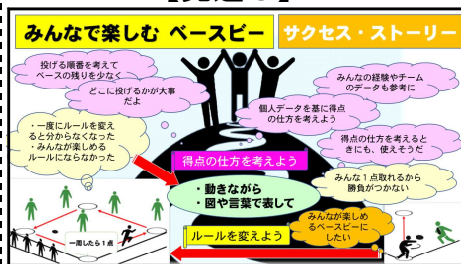 みんなで楽しむ ベースビー
サクセス・ストーリー
投げる順番を考えて
ベースの残りを少なく
どこに投げるかが大事
だよ
・一度にルールを変え
ると分からなくなった
・みんなが楽しめる
ルールにならなかった
みんなの経験やチーム
のデータも参考に
個人データを基に得点
の仕方を考えよう
得点の仕方を考えると
きにも、使えそうだ
みんな1点取れるから
勝負がつかない
得点の仕方を考えよう
・動きながら
・図や言葉で表して
みんなが楽しめ
るベースビーに
したい
ルールを変えよう
一周したら1点